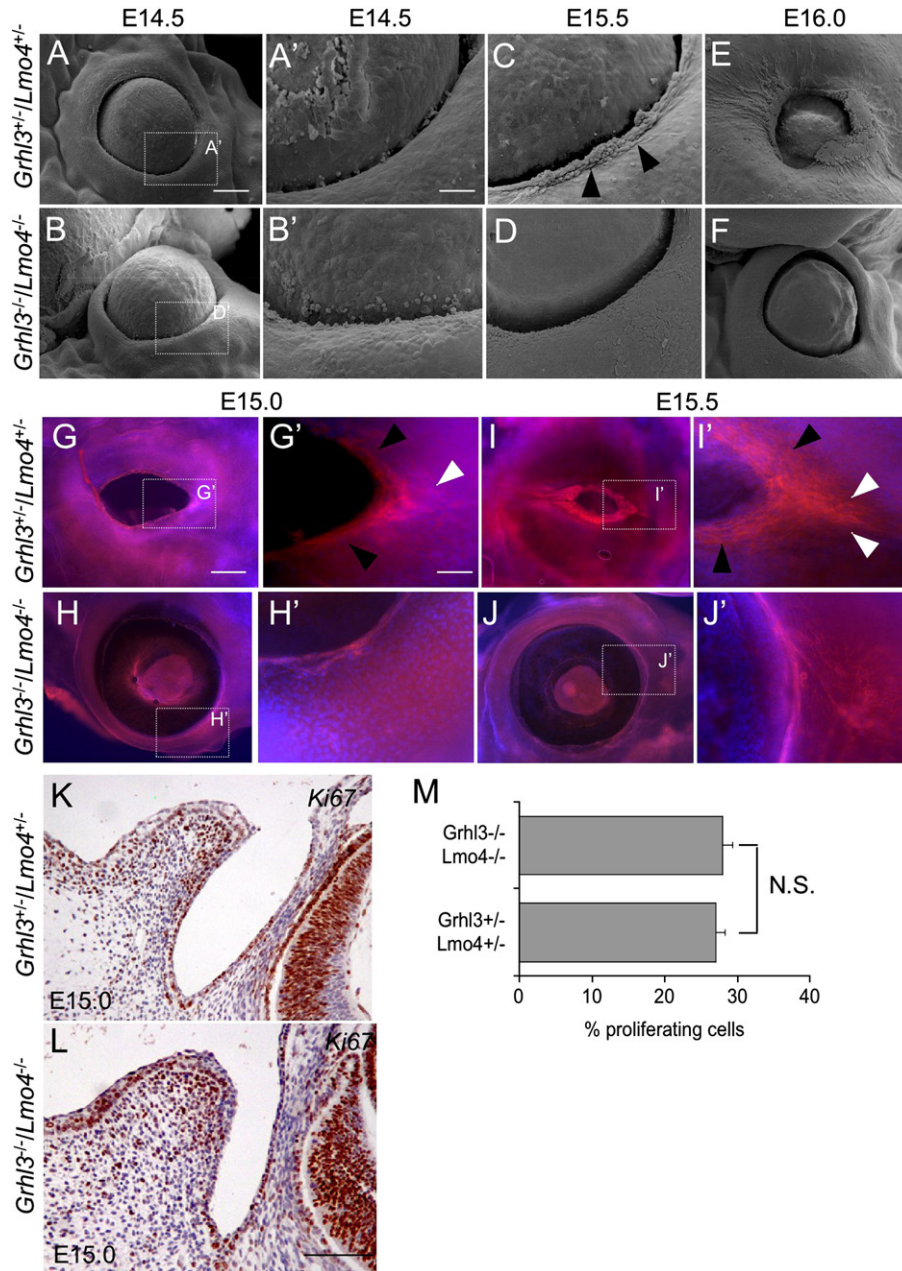 E14.5 E14.5 E15.5 E16.0
Grhl3+/-/Lmo4+/-
A A' A' C E
Grhl3-/-/Lmo4-/-
B D' B' D F
E15.0 E15.5
Grhl3+/-/Lmo4+/-
G G' G' I I' I'
Grhl3-/-/Lmo4-/-
H H' H' J J' J'
Grhl3+/-/Lmo4+/-
K Ki67
E15.0
Grhl3-/-/Lmo4-/-
L Ki67
E15.0
M
Grhl3-/-
Lmo4-/-
Grhl3+/-
Lmo4+/-
N.S.
0 10 20 30 40
% proliferating cells